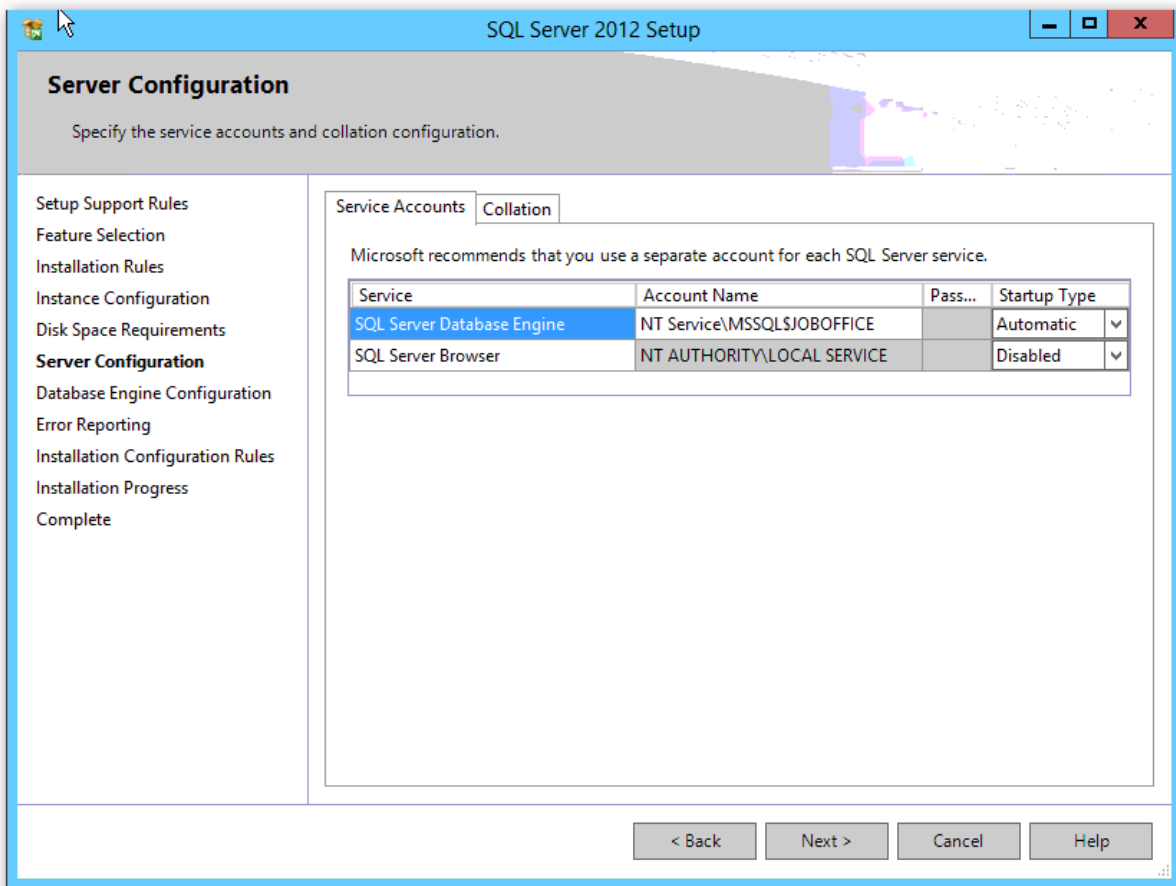 SQL Server 2012 Setup
Server Configuration
Specify the service accounts and collation configuration.
Setup Support Rules
Feature Selection
Installation Rules
Instance Configuration
Disk Space Requirements
Server Configuration
Database Engine Configuration
Error Reporting
Installation Configuration Rules
Installation Progress
Complete
Service Accounts Collation
Microsoft recommends that you use a separate account for each SQL Server service.
Service Account Name Pass... Startup Type
SQL Server Database Engine NT Service\MSSQL$JOBOFFICE Automatic
SQL Server Browser NT AUTHORITY\LOCAL SERVICE Disabled
< Back Next > Cancel Help